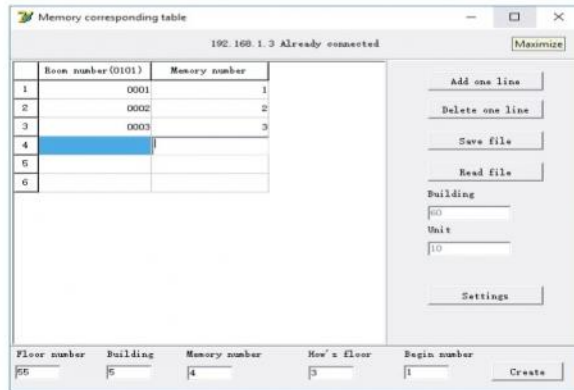 Memory corresponding table
192.168.1.3 Already connected
Maximize
Room number(0101) Memory number
1 0001 1
2 0002 2
3 0003 3
4
5
6
Add one line
Delete one line
Save file
Read file
Building
60
Unit
10
Settings
Floor number Building Memory number How's floor Begin number
55 5 4 3 1 Create